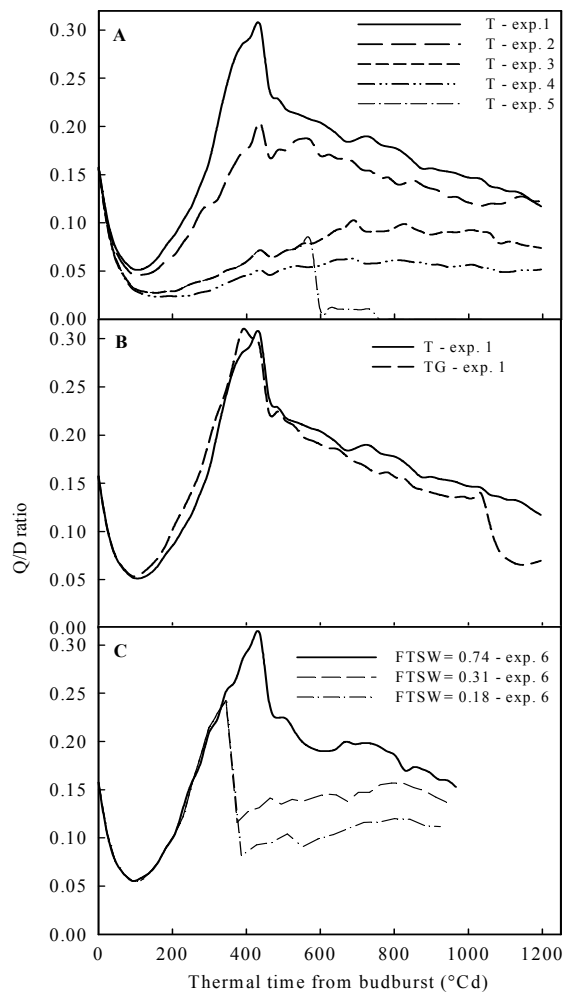 0.30
0.25
0.20
0.15
0.10
0.05
0.00
A
T - exp.1
T - exp. 2
T - exp. 3
T - exp. 4
T - exp. 5
0.30
0.25
0.20
0.15
0.10
0.05
0.00
B
T - exp. 1
TG - exp. 1
Q/D ratio
0.30
0.25
0.20
0.15
0.10
0.05
0.00
C
FTSW= 0.74 - exp. 6
FTSW= 0.31 - exp. 6
FTSW= 0.18 - exp. 6
0 200 400 600 800 1000 1200
Thermal time from budburst (°Cd)